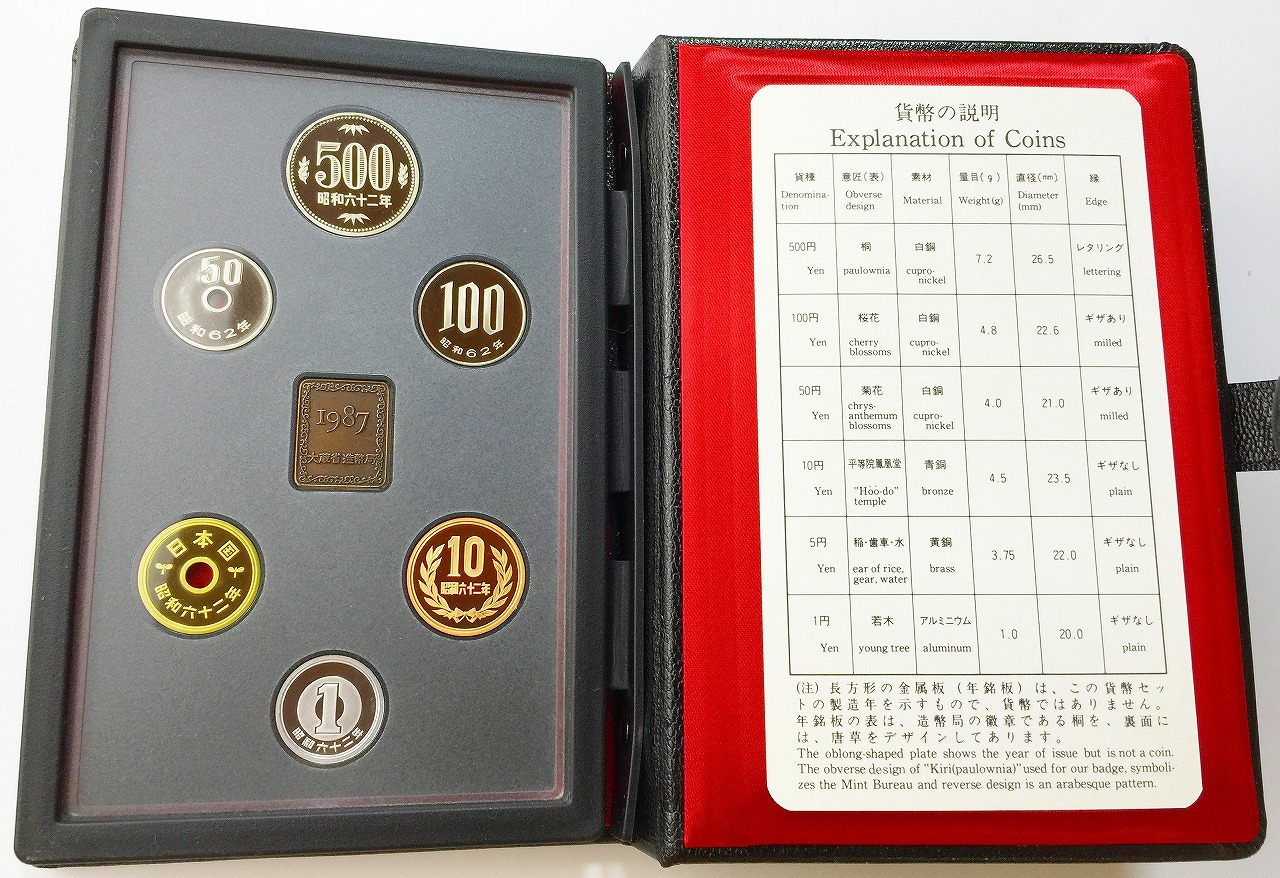 500
昭和六十二年
50
昭和62年
100
昭和62年
1987
大蔵省造幣局
日本国
昭和六十二年
10
昭和六十二年
1
昭和六十二年
貨幣の説明
Explanation of Coins
貨種 意匠(表) 素材 量目(g) 直径(mm) 縁
Denomina- Obverse Material Weight(g) Diameter Edge
tion design (mm)
500円 桐 白銅 7.2 26.5 レタリング
Yen paulownia cupro- lettering
nickel
100円 桜花 白銅 4.8 22.6 ギザあり
Yen cherry cupro- milled
blossoms nickel
50円 菊花 白銅 4.0 21.0 ギザあり
Yen chrys- cupro- milled
anthemum nickel
blossoms
10円 平等院鳳凰堂 青銅 4.5 23.5 ギザなし
Yen "Hōō-do" bronze plain
temple
5円 稲・歯車・水 黄銅 3.75 22.0 ギザなし
Yen ear of rice, brass plain
gear, water
1円 若木 アルミニウム 1.0 20.0 ギザなし
Yen young tree aluminum plain
(注) 長方形の金属板(年銘板)は、この貨幣セッ
トの製造年を示すもので、貨幣ではありません。
年銘板の表は、造幣局の徽章である桐を、裏面に
は、唐草をデザインしてあります。
The oblong-shaped plate shows the year of issue but is not a coin.
The obverse design of "Kiri(paulownia)"used for our badge, symboli-
zes the Mint Bureau and reverse design is an arabesque pattern.